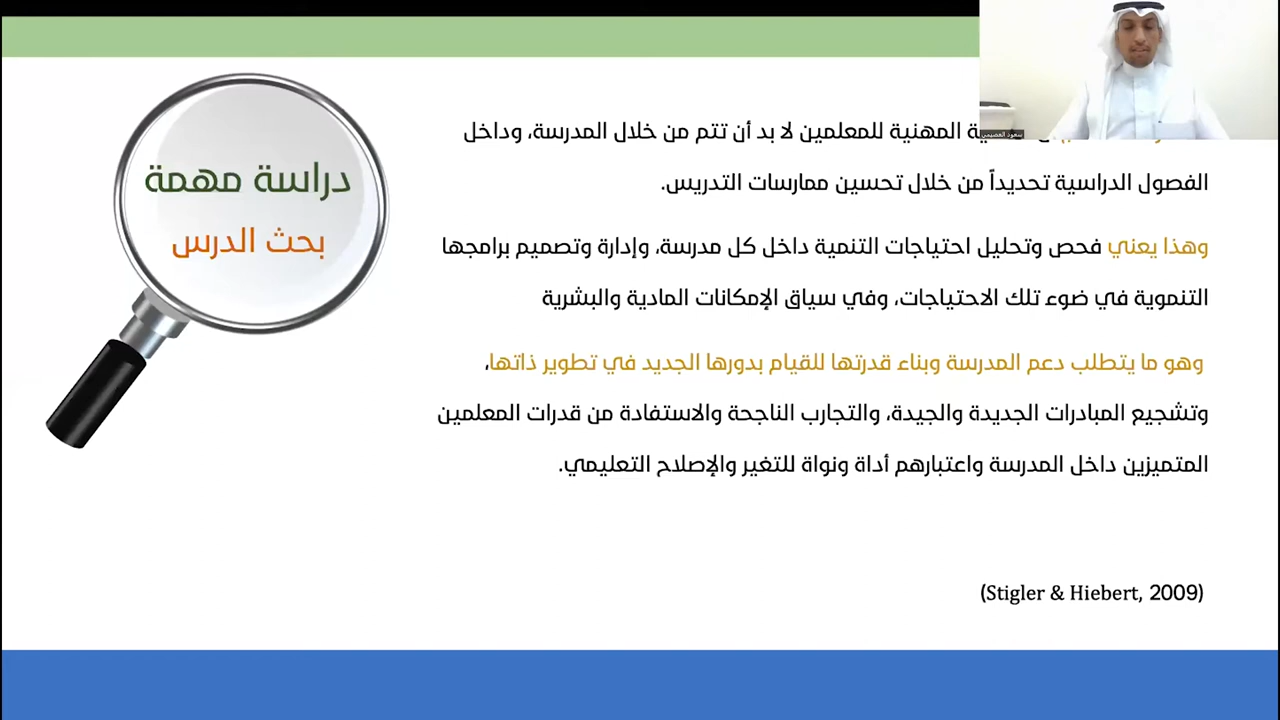 سعود العصيمي
المهنية للمعلمين لا بد أن تتم من خلال المدرسة، وداخل
الفصول الدراسية تحديداً من خلال تحسين ممارسات التدريس.
وهذا يعني فحص وتحليل احتياجات التنمية داخل كل مدرسة، وإدارة وتصميم برامجها
التنموية في ضوء تلك الاحتياجات، وفي سياق الإمكانات المادية والبشرية
وهو ما يتطلب دعم المدرسة وبناء قدرتها للقيام بدورها الجديد في تطوير ذاتها،
وتشجيع المبادرات الجديدة والجيدة، والتجارب الناجحة والاستفادة من قدرات المعلمين
المتميزين داخل المدرسة واعتبارهم أداة ونواة للتغير والإصلاح التعليمي.
(Stigler & Hiebert, 2009)
دراسة مهمة
بحث الدرس